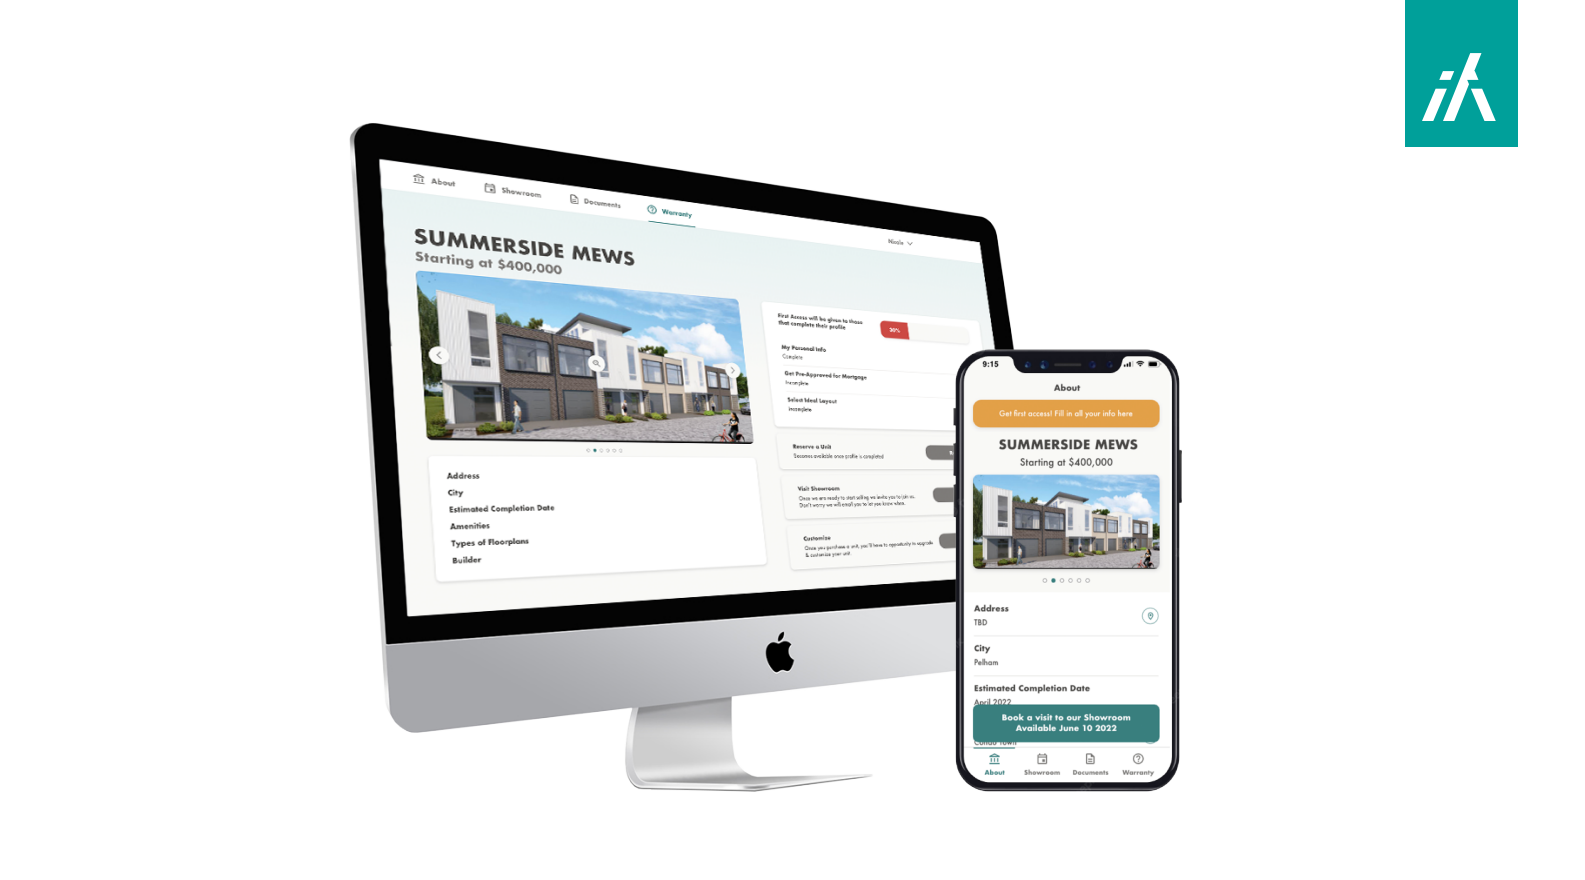 About
Showroom
Documents
Warranty
Nicole
SUMMERSIDE MEWS
Starting at $400,000
First Access will be given to those
that complete their profile
30%
My Personal Info
Complete
Get Pre-Approved for Mortgage
Incomplete
Select Ideal Layout
Incomplete
Reserve a Unit
Becomes available once profile is completed
Visit Showroom
Once we are ready to start selling we invite you to join us.
Don't worry we will email you to let you know when.
Customize
Once you purchase a unit, you'll have to opportunity to upgrade
& customize your unit.
Address
City
Estimated Completion Date
Amenities
Types of Floorplans
Builder
9:15
About
Get first access! Fill in all your info here
SUMMERSIDE MEWS
Starting at $400,000
Address
TBD
City
Pelham
Estimated Completion Date
April 2022
Book a visit to our Showroom
Available June 10 2022
Condo Town
About
Showroom
Documents
Warranty